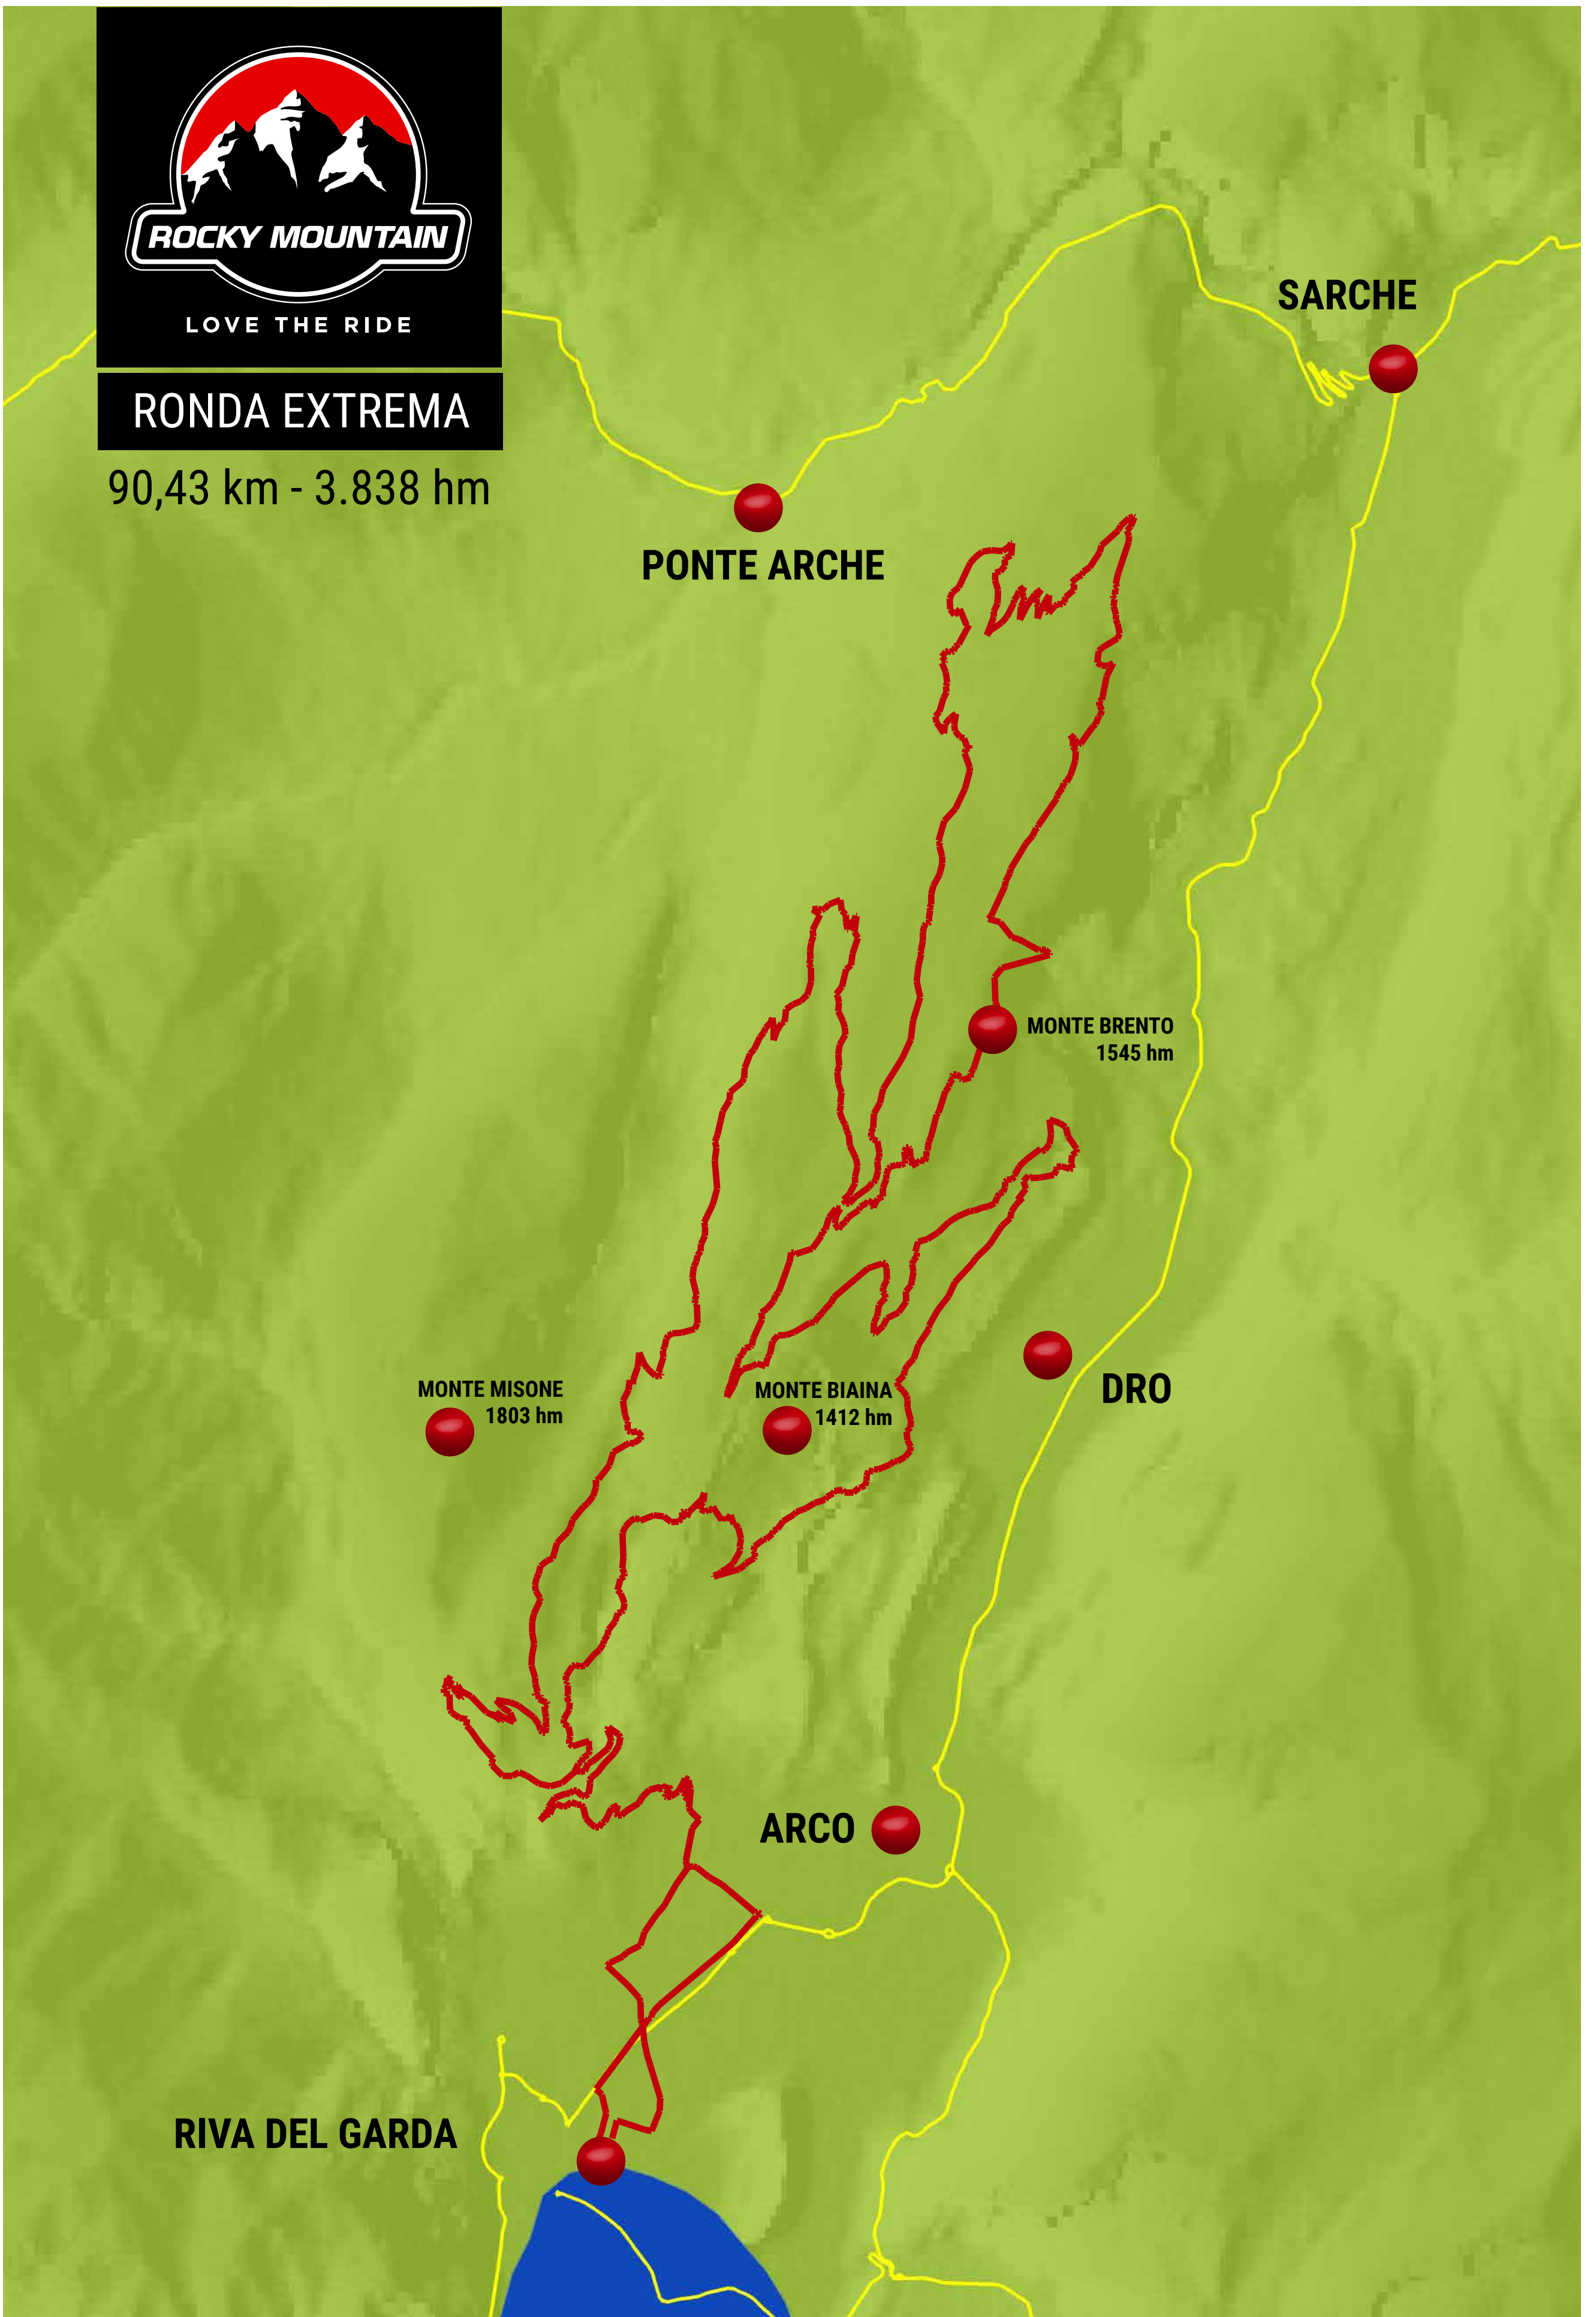 ROCKY MOUNTAIN
LOVE THE RIDE
RONDA EXTREMA
90,43 km - 3.838 hm
SARCHE
PONTE ARCHE
MONTE BRENTO
1545 hm
DRO
MONTE MISONE
1803 hm
MONTE BIAINA
1412 hm
ARCO
RIVA DEL GARDA